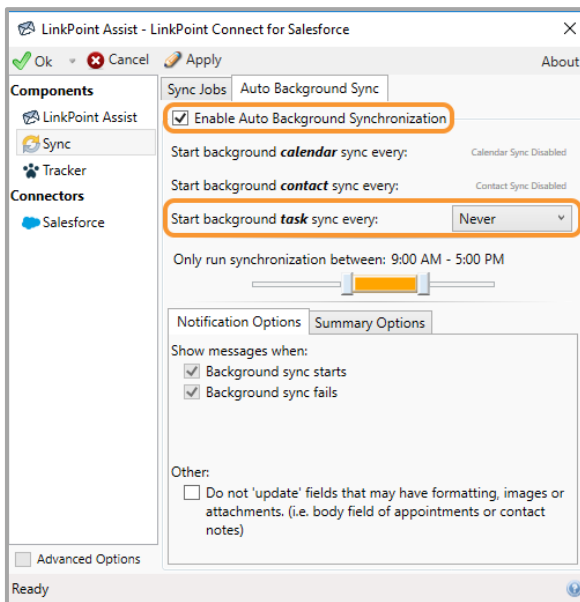 LinkPoint Assist - LinkPoint Connect for Salesforce
Ok Cancel Apply About
Components
LinkPoint Assist
Sync
Tracker
Connectors
Salesforce
Advanced Options
Sync Jobs Auto Background Sync
Enable Auto Background Synchronization
Start background calendar sync every: Calendar Sync Disabled
Start background contact sync every: Contact Sync Disabled
Start background task sync every: Never
Only run synchronization between: 9:00 AM - 5:00 PM
Notification Options Summary Options
Show messages when:
Background sync starts
Background sync fails
Other:
Do not 'update' fields that may have formatting, images or
attachments. (i.e. body field of appointments or contact
notes)
Ready